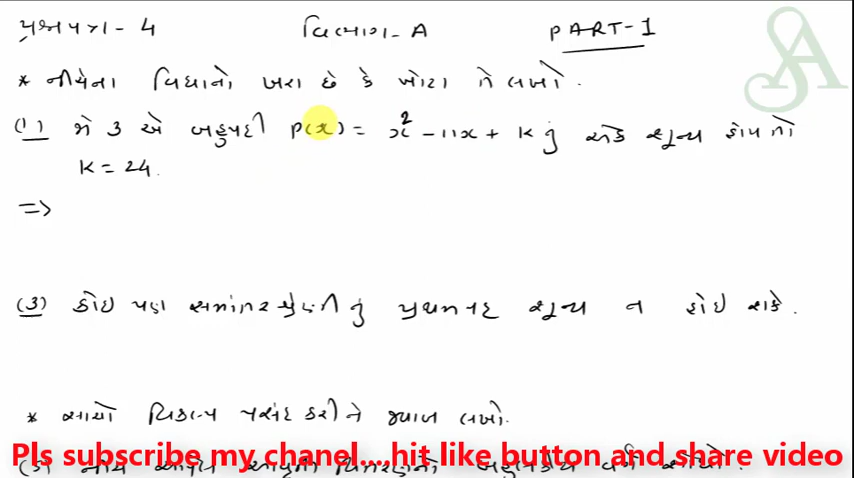 પ્રશ્નપત્ર - 4 વિભાગ - A PART-1
* નીચેના વિધાનો ખરા છે કે ખોટા તે લખો.
(1) જો 3 એ બહુપદી P(x) = x² - 11x + k નું એક શૂન્ય હોય તો
k = 24.
=>
(3) કોઇ પણ સમાંતર શ્રેણી નું પ્રથમ પદ શૂન્ય ન હોઇ શકે.
* સાચો વિકલ્પ પસંદ કરી ને જવાબ લખો.
Pls subscribe my chanel...hit like button and share video